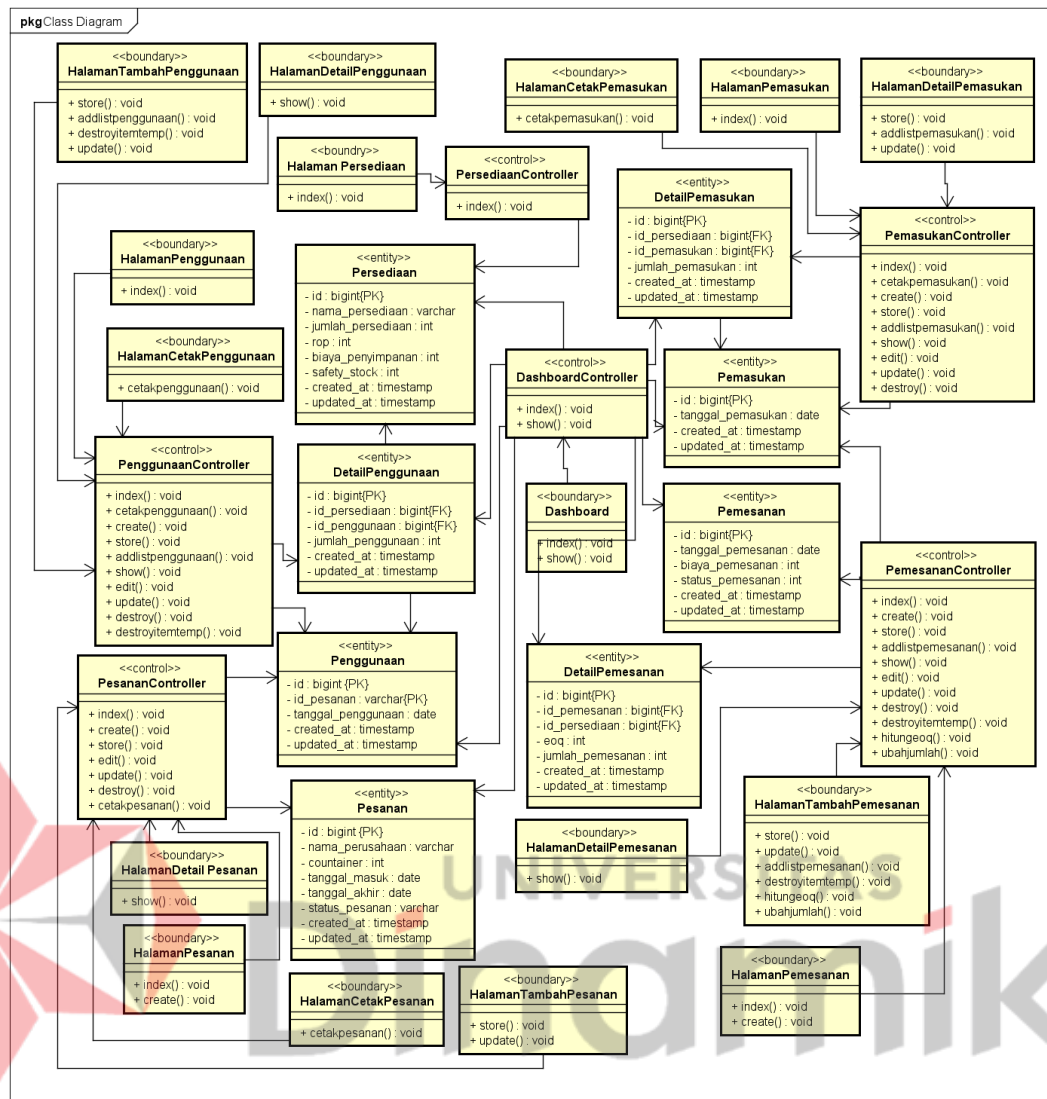 pkg Class Diagram
<<boundary>>
HalamanTambahPenggunaan
+ store() : void
+ addlistpenggunaan() : void
+ destroyitemtemp() : void
+ update() : void
<<boundary>>
HalamanDetailPenggunaan
+ show() : void
<<boundary>>
HalamanCetakPemasukan
+ cetakpemasukan() : void
<<boundary>>
HalamanPemasukan
+ index() : void
<<boundary>>
HalamanDetailPemasukan
+ store() : void
+ addlistpemasukan() : void
+ update() : void
<<boundry>>
Halaman Persediaan
+ index() : void
<<control>>
PersediaanController
+ index() : void
<<entity>>
DetailPemasukan
- id : bigint{PK}
- id_persediaan : bigint{FK}
- id_pemasukan : bigint{FK}
- jumlah_pemasukan : int
- created_at : timestamp
- updated_at : timestamp
<<control>>
PemasukanController
+ index() : void
+ cetakpemasukan() : void
+ create() : void
+ store() : void
+ addlistpemasukan() : void
+ show() : void
+ edit() : void
+ update() : void
+ destroy() : void
<<boundary>>
HalamanPenggunaan
+ index() : void
<<entity>>
Persediaan
- id : bigint{PK}
- nama_persediaan : varchar
- jumlah_persediaan : int
- rop : int
- biaya_penyimpanan : int
- safety_stock : int
- created_at : timestamp
- updated_at : timestamp
<<boundary>>
HalamanCetakPenggunaan
+ cetakpenggunaan() : void
<<control>>
DashboardController
+ index() : void
+ show() : void
<<entity>>
Pemasukan
- id : bigint{PK}
- tanggal_pemasukan : date
- created_at : timestamp
- updated_at : timestamp
<<control>>
PenggunaanController
+ index() : void
+ cetakpenggunaan() : void
+ create() : void
+ store() : void
+ addlistpenggunaan() : void
+ show() : void
+ edit() : void
+ update() : void
+ destroy() : void
+ destroyitemtemp() : void
<<entity>>
DetailPenggunaan
- id : bigint{PK}
- id_persediaan : bigint{FK}
- id_penggunaan : bigint{FK}
- jumlah_penggunaan : int
- created_at : timestamp
- updated_at : timestamp
<<boundary>>
Dashboard
+ index() : void
+ show() : void
<<entity>>
Pemesanan
- id : bigint{PK}
- tanggal_pemesanan : date
- biaya_pemesanan : int
- status_pemesanan : int
- created_at : timestamp
- updated_at : timestamp
<<control>>
PemesananController
+ index() : void
+ create() : void
+ store() : void
+ addlistpemesanan() : void
+ show() : void
+ edit() : void
+ update() : void
+ destroy() : void
+ destroyitemtemp() : void
+ hitungeoq() : void
+ ubahjumlah() : void
<<control>>
PesananController
+ index() : void
+ create() : void
+ store() : void
+ edit() : void
+ update() : void
+ destroy() : void
+ cetakpesanan() : void
<<entity>>
Penggunaan
- id : bigint {PK}
- id_pesanan : varchar{PK}
- tanggal_penggunaan : date
- created_at : timestamp
- updated_at : timestamp
<<entity>>
DetailPemesanan
- id : bigint{PK}
- id_pemesanan : bigint{FK}
- id_persediaan : bigint{FK}
- eoq : int
- jumlah_pemesanan : int
- created_at : timestamp
- updated_at : timestamp
<<entity>>
Pesanan
- id : bigint {PK}
- nama_perusahaan : varchar
- countainer : int
- tanggal_masuk : date
- tanggal_akhir : date
- status_pesanan : varchar
- created_at : timestamp
- updated_at : timestamp
<<boundary>>
HalamanTambahPemesanan
+ store() : void
+ update() : void
+ addlistpemesanan() : void
+ destroyitemtemp() : void
+ hitungeoq() : void
+ ubahjumlah() : void
<<boundary>>
HalamanDetailPemesanan
+ show() : void
<<boundary>>
HalamanDetail Pesanan
+ show() : void
<<boundary>>
HalamanPesanan
+ index() : void
+ create() : void
<<boundary>>
HalamanCetakPesanan
+ cetakpesanan() : void
<<boundary>>
HalamanTambahPesanan
+ store() : void
+ update() : void
<<boundary>>
HalamanPemesanan
+ index() : void
+ create() : void
UNIVERSITAS
Dinamik